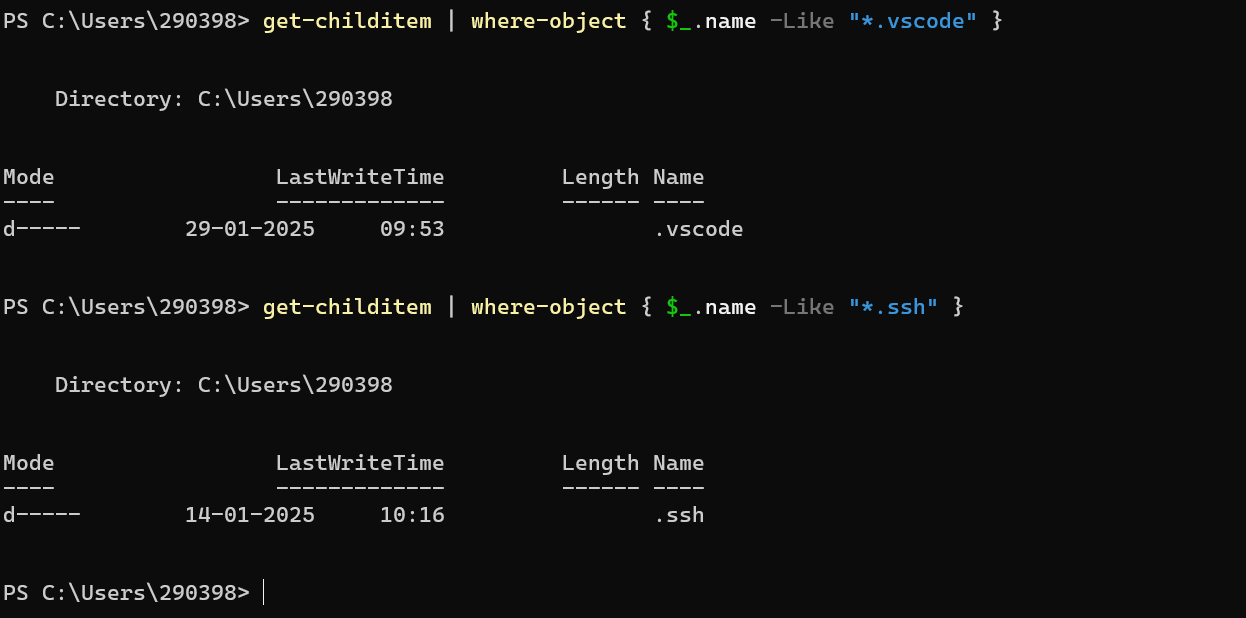 PS C:\Users\290398> get-childitem | where-object { $_.name -Like "*.vscode" }
    Directory: C:\Users\290398
Mode                 LastWriteTime         Length Name
----                 -------------         ------ ----
d-----        29-01-2025     09:53                .vscode
PS C:\Users\290398> get-childitem | where-object { $_.name -Like "*.ssh" }
    Directory: C:\Users\290398
Mode                 LastWriteTime         Length Name
----                 -------------         ------ ----
d-----        14-01-2025     10:16                .ssh
PS C:\Users\290398>